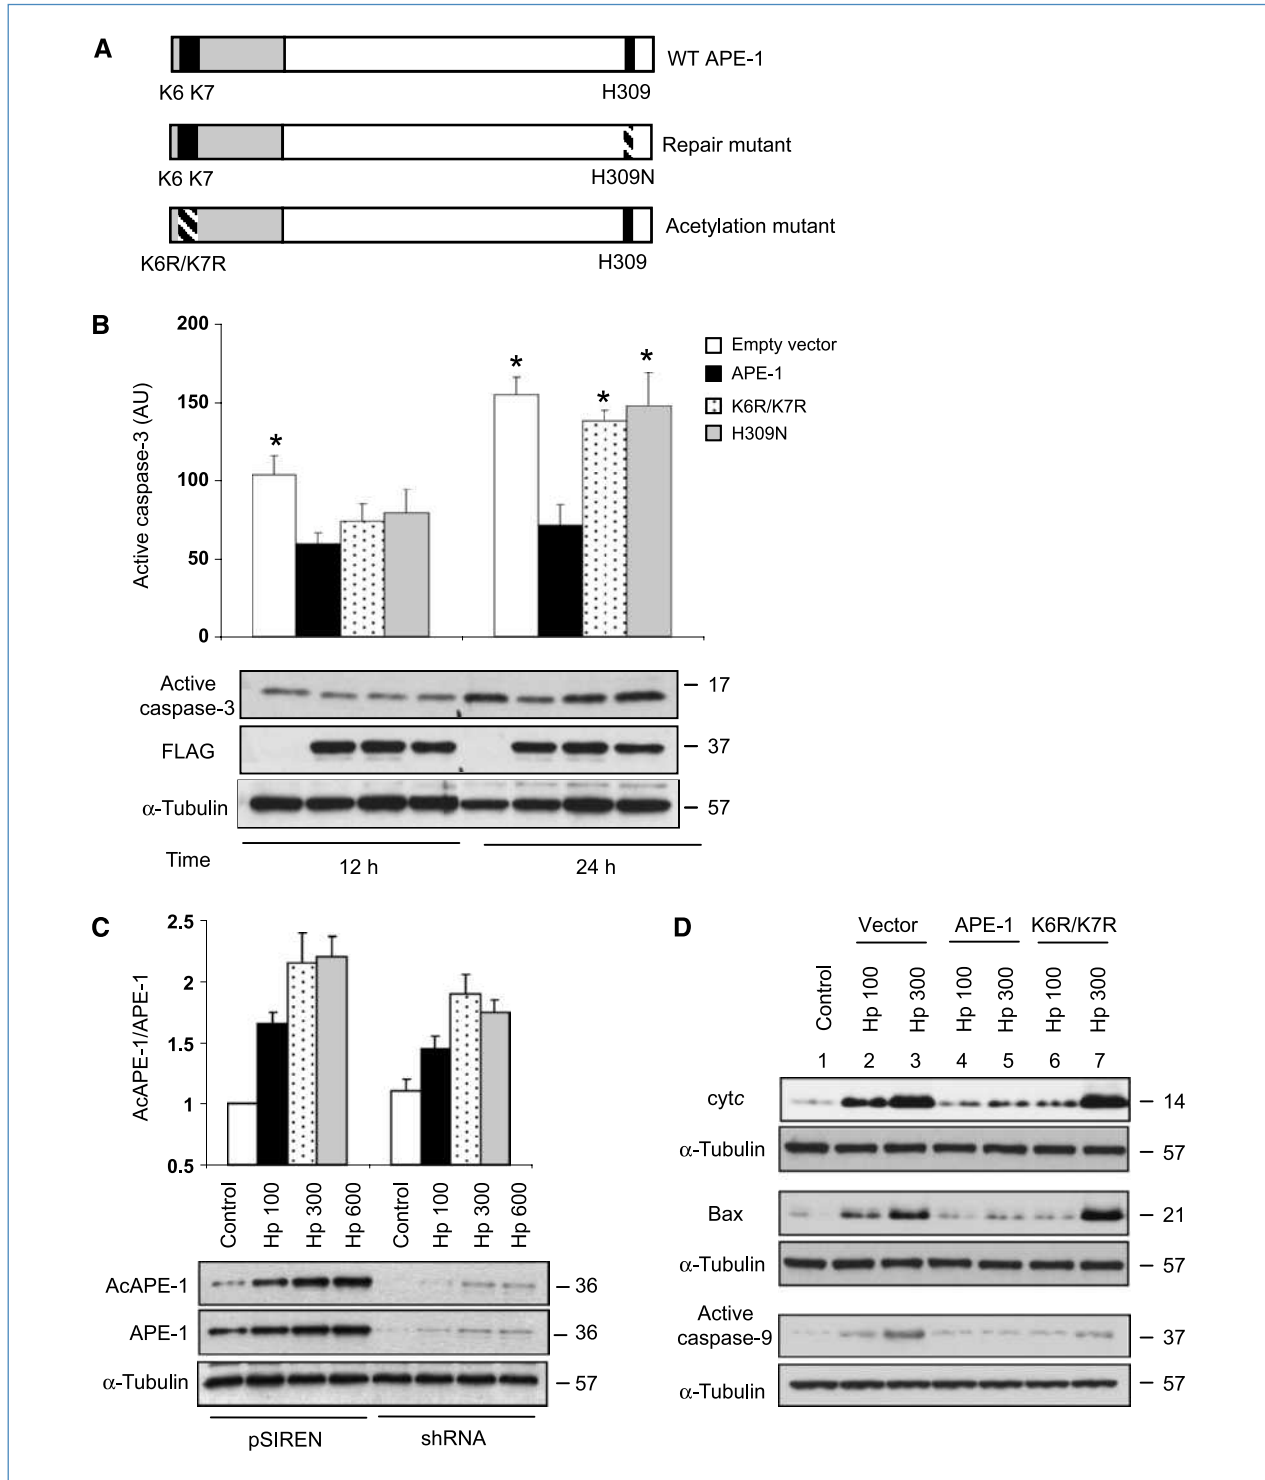 A
WT APE-1
K6 K7
H309
Repair mutant
K6 K7
H309N
Acetylation mutant
K6R/K7R
H309
B
200
150
100
50
0
Active caspase-3 (AU)
*
*
*
*
Empty vector
APE-1
K6R/K7R
H309N
Active
caspase-3
– 17
FLAG
– 37
α-Tubulin
– 57
Time
12 h
24 h
C
2.5
2
1.5
1
0.5
AcAPE-1/APE-1
Control
Hp 100
Hp 300
Hp 600
Control
Hp 100
Hp 300
Hp 600
AcAPE-1
– 36
APE-1
– 36
α-Tubulin
– 57
pSIREN
shRNA
D
Vector
APE-1
K6R/K7R
Control
Hp 100
Hp 300
Hp 100
Hp 300
Hp 100
Hp 300
1 2 3 4 5 6 7
cytc
– 14
α-Tubulin
– 57
Bax
– 21
α-Tubulin
– 57
Active
caspase-9
– 37
α-Tubulin
– 57